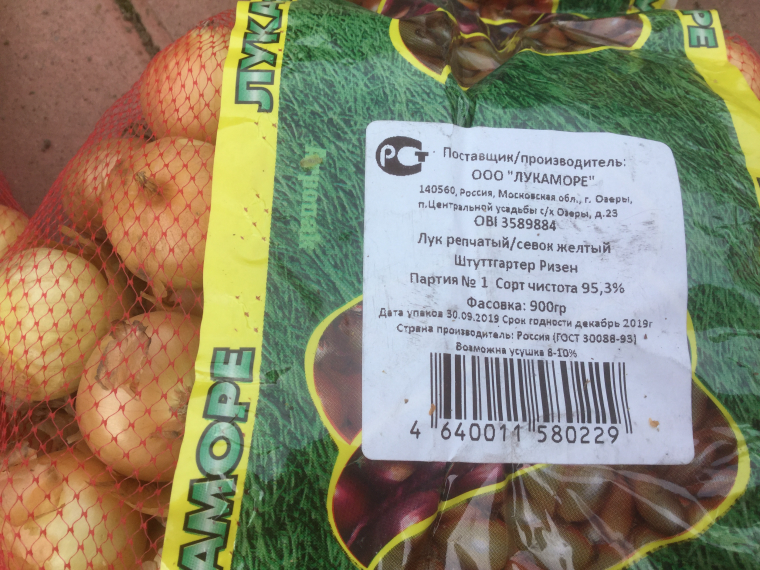 ЛУКА
РЕ
АМОРЕ
РСТ
Поставщик/производитель:
ООО "ЛУКАМОРЕ"
140560, Россия, Московская обл., г. Озеры,
п.Центральной усадьбы с/х Озеры, д.23
OBI 3589884
Лук репчатый/севок желтый
Штуттгартер Ризен
Партия № 1 Сорт чистота 95,3%
Фасовка: 900гр
Дата упаков 30.09.2019 Срок годности декабрь 2019г
Страна производитель: Россия (ГОСТ 30088-93)
Возможна усушка 8-10%
4 640011 580229